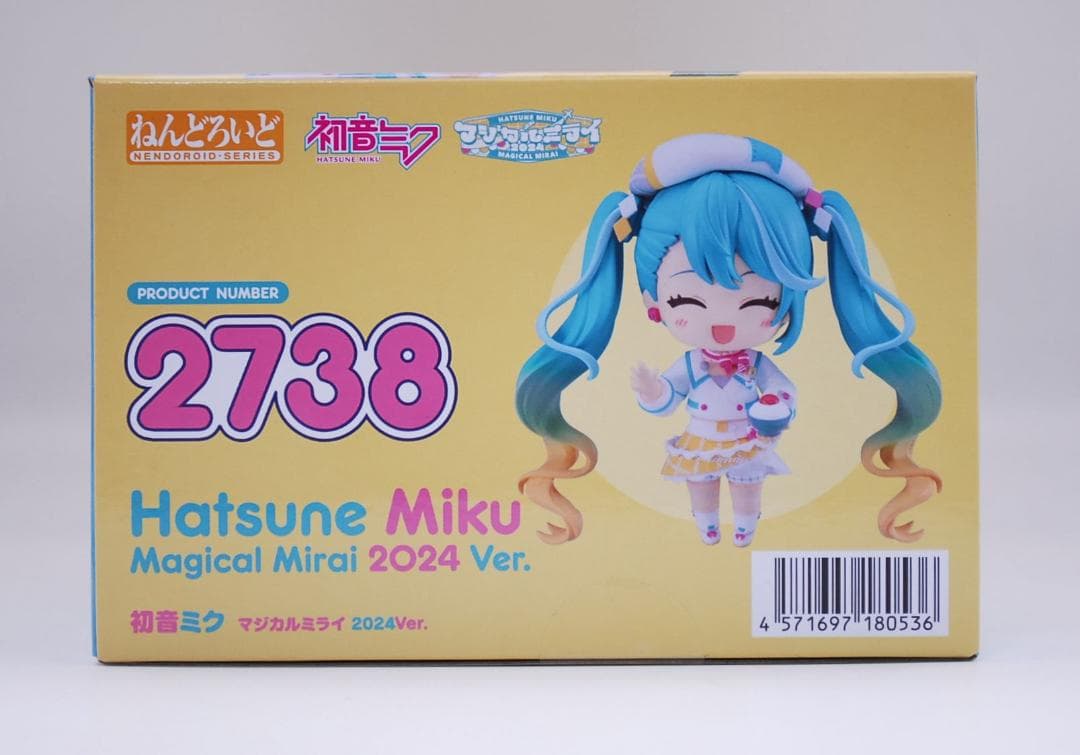 ねんどろいど
NENDOROID·SERIES
初音ミク
HATSUNE MIKU
HATSUNE MIKU
マジカルミライ
2024
MAGICAL MIRAI
PRODUCT NUMBER
2738
Hatsune Miku
Magical Mirai 2024 Ver.
初音ミク マジカルミライ 2024Ver.
4 571697 180536